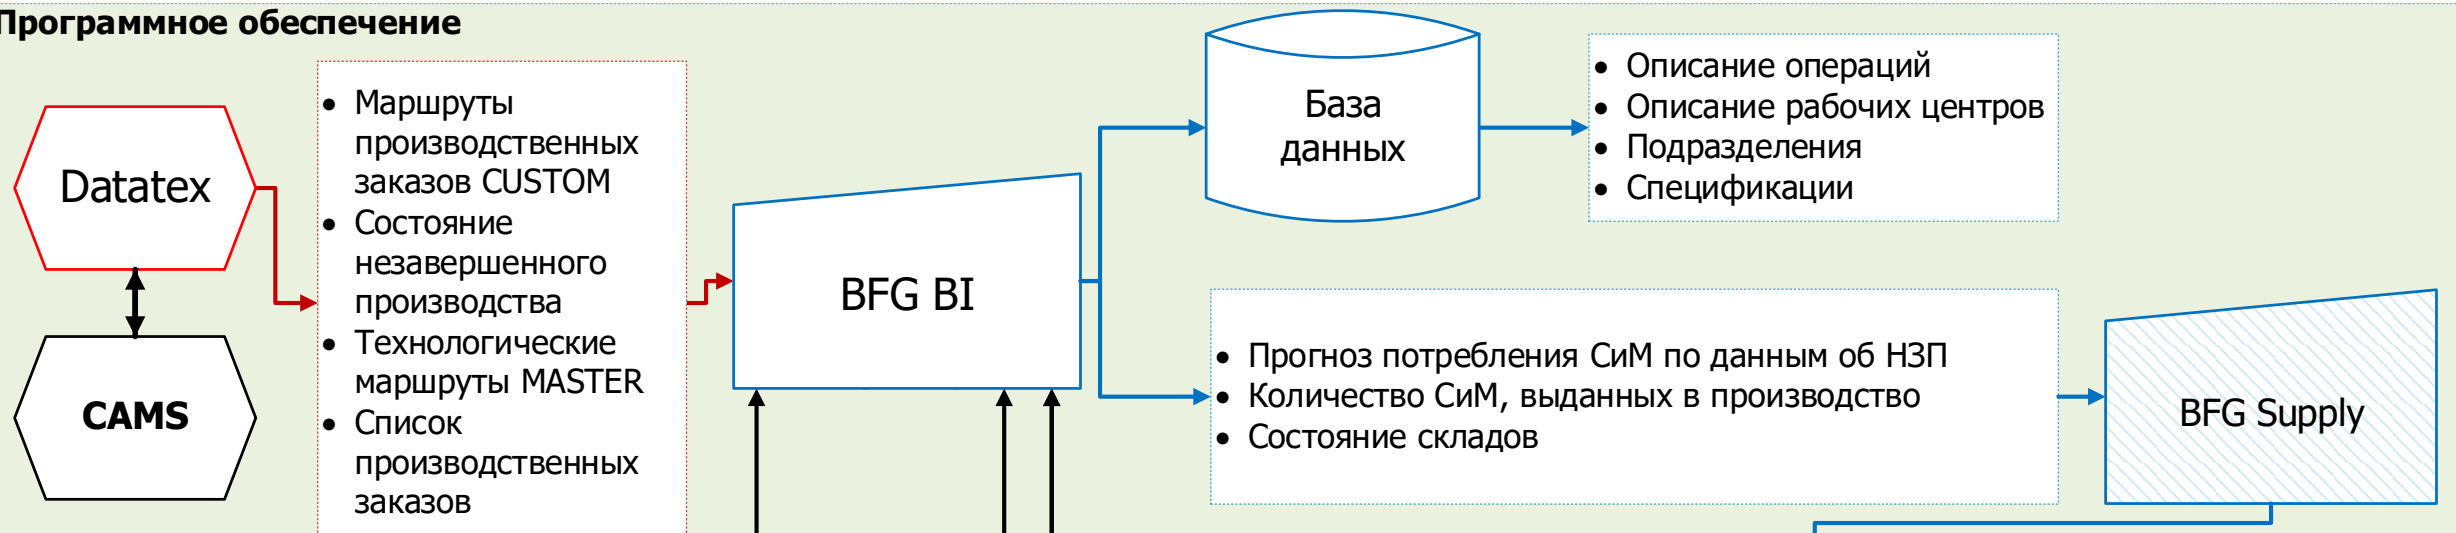 Программное обеспечение
Datatex
CAMS
• Маршруты
производственных
заказов CUSTOM
• Состояние
незавершенного
производства
• Технологические
маршруты MASTER
• Список
производственных
заказов
BFG BI
База
данных
• Описание операций
• Описание рабочих центров
• Подразделения
• Спецификации
• Прогноз потребления СиМ по данным об НЗП
• Количество СиМ, выданных в производство
• Состояние складов
BFG Supply